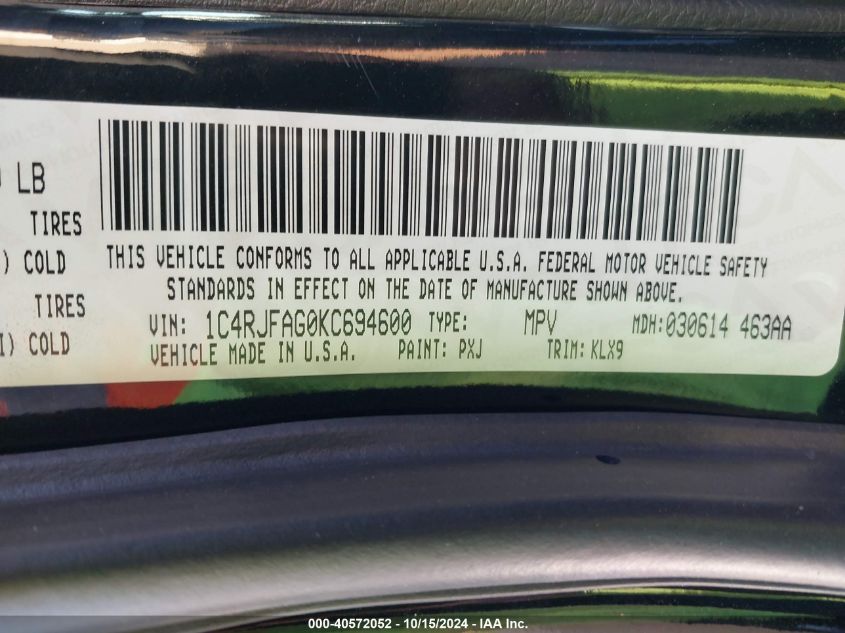 LB
TIRES
) COLD
TIRES
I) COLD
THIS VEHICLE CONFORMS TO ALL APPLICABLE U.S.A. FEDERAL MOTOR VEHICLE SAFETY
STANDARDS IN EFFECT ON THE DATE OF MANUFACTURE SHOWN ABOVE.
VIN: 1C4RJFAG0KC694600 TYPE: MPV MDH:030614 463AA
VEHICLE MADE IN U.S.A. PAINT: PXJ TRIM: KLX9
000-40572052 - 10/15/2024 - IAA Inc.